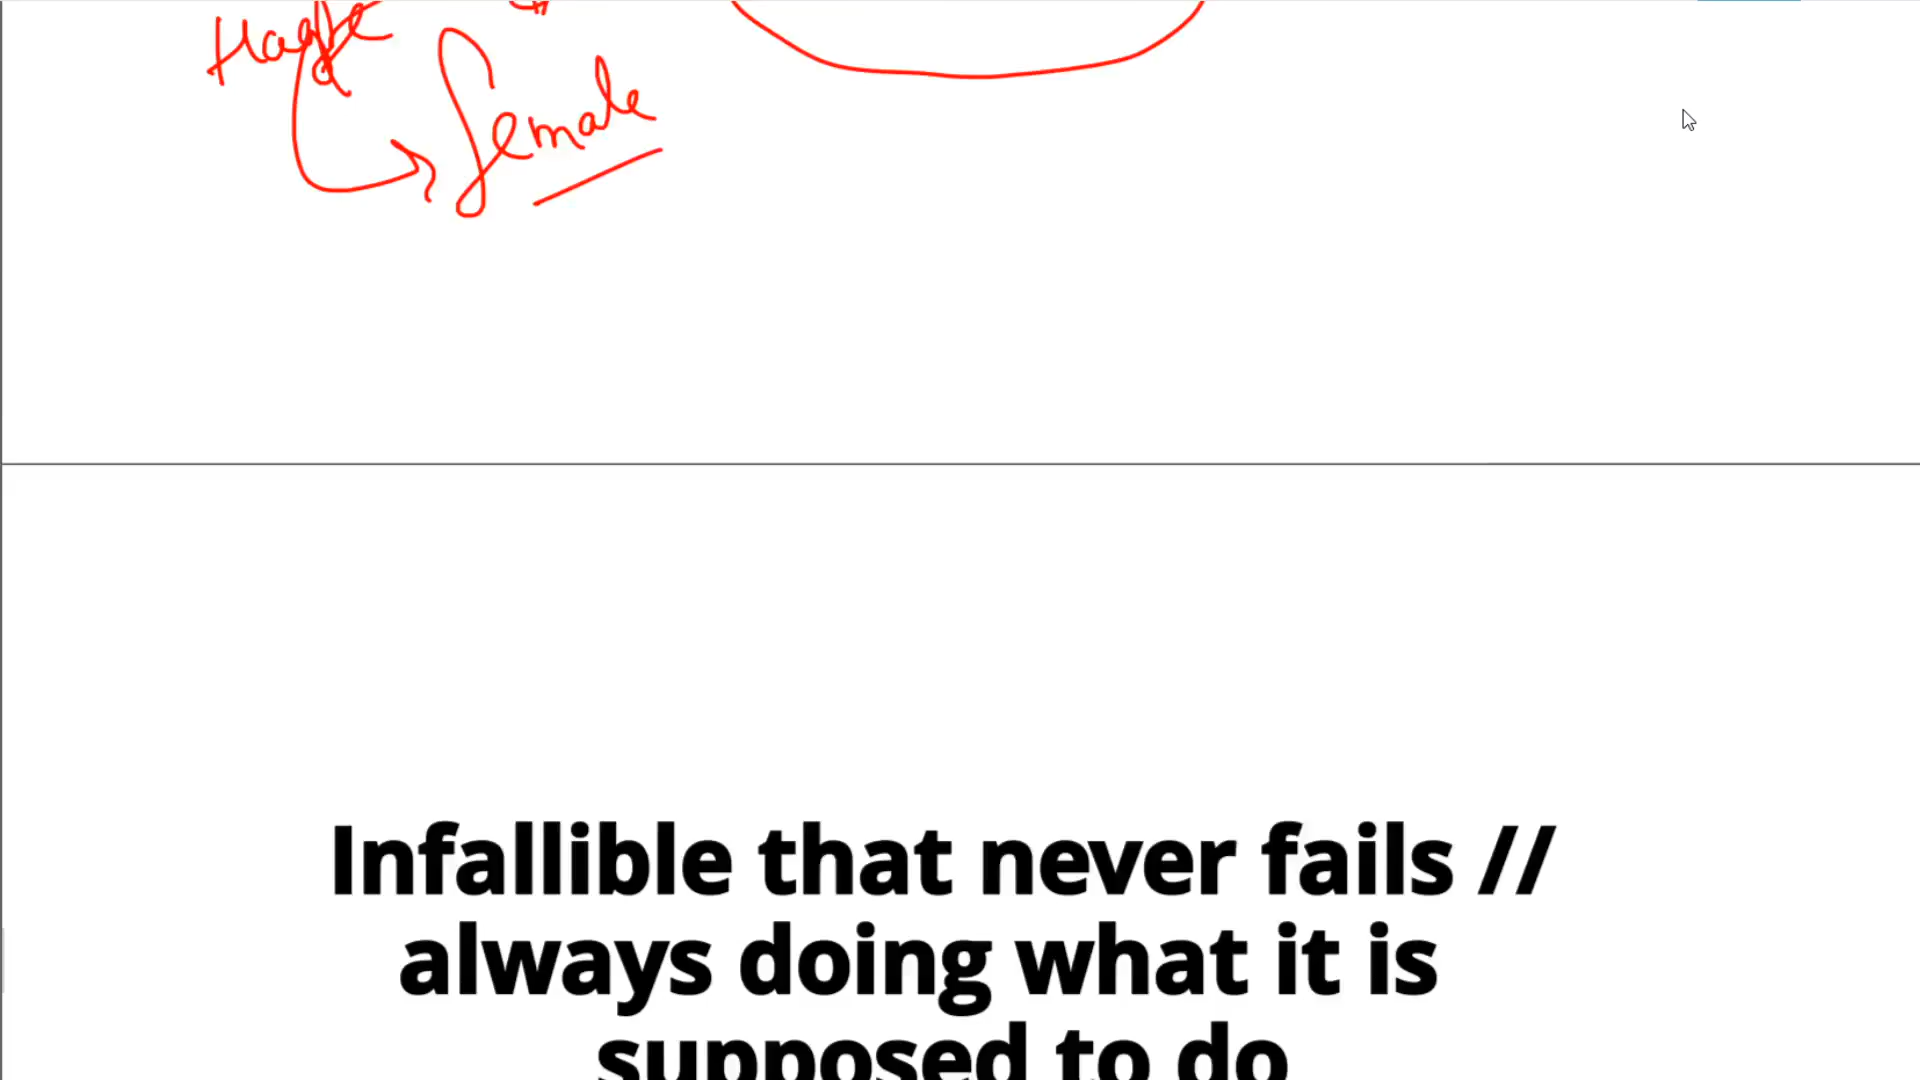 female
Infallible that never fails //
always doing what it is
supposed to do